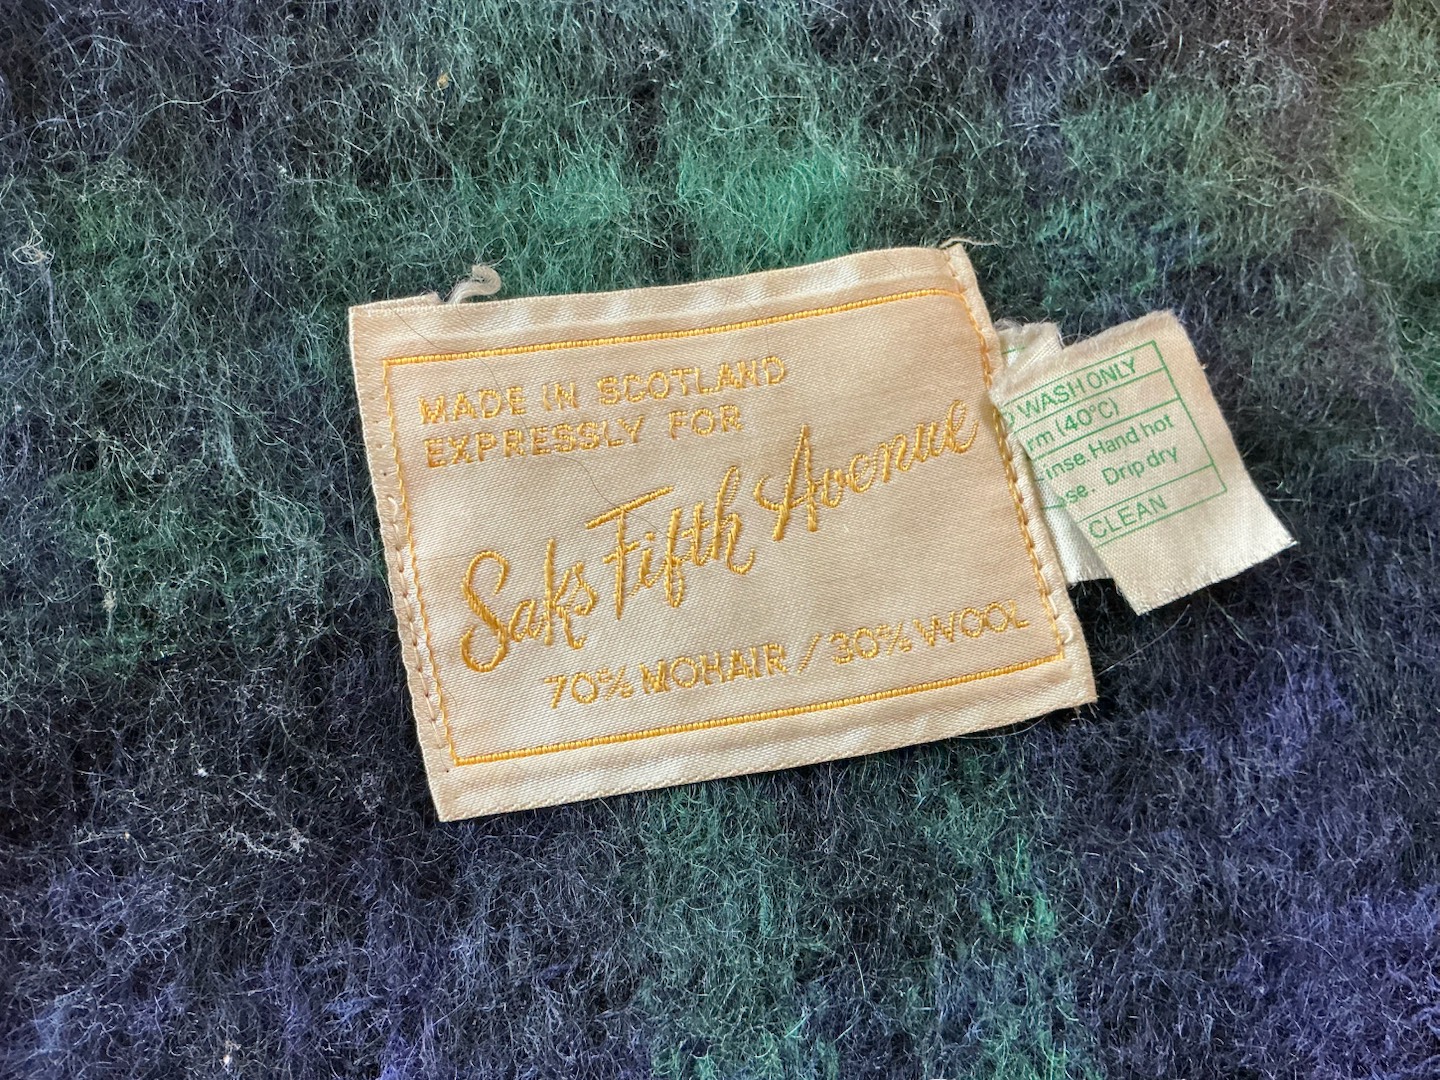 MADE IN SCOTLAND
EXPRESSLY FOR
Saks Fifth Avenue
70% MOHAIR / 30% WOOL
WASH ONLY
(40°C)
Hand hot
Drip dry
CLEAN